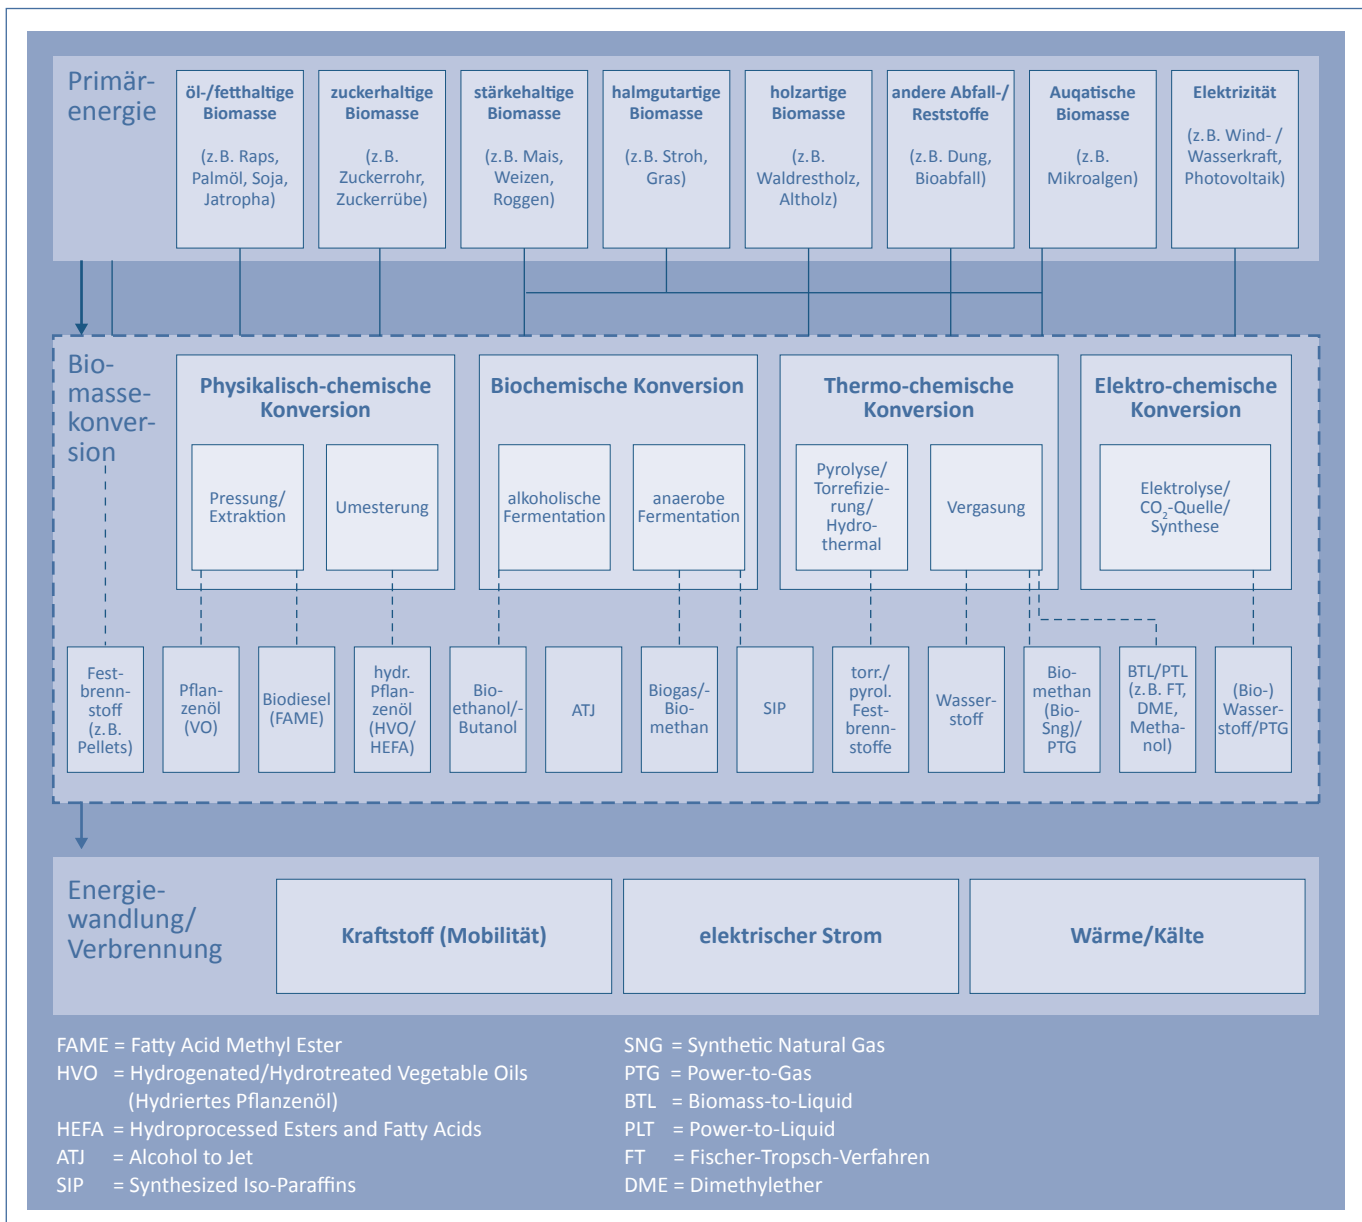 Primär-
energie
öl-/fetthaltige
Biomasse
(z. B. Raps,
Palmöl, Soja,
Jatropha)
zuckerhaltige
Biomasse
(z. B.
Zuckerrohr,
Zuckerrübe)
stärkehaltige
Biomasse
(z. B. Mais,
Weizen,
Roggen)
halmgutartige
Biomasse
(z. B. Stroh,
Gras)
holzartige
Biomasse
(z. B.
Waldrestholz,
Altholz)
andere Abfall-/
Reststoffe
(z. B. Dung,
Bioabfall)
Auqatische
Biomasse
(z. B.
Mikroalgen)
Elektrizität
(z. B. Wind- /
Wasserkraft,
Photovoltaik)
Bio-
masse-
konver-
sion
Physikalisch-chemische
Konversion
Pressung/
Extraktion
Umesterung
Biochemische Konversion
alkoholische
Fermentation
anaerobe
Fermentation
Thermo-chemische
Konversion
Pyrolyse/
Torrefizie-
rung/
Hydro-
thermal
Vergasung
Elektro-chemische
Konversion
Elektrolyse/
CO2-Quelle/
Synthese
Fest-
brenn-
stoff
(z. B.
Pellets)
Pflan-
zenöl
(VO)
Biodiesel
(FAME)
hydr.
Pflan-
zenöl
(HVO/
HEFA)
Bio-
ethanol/-
Butanol
ATJ
Biogas/-
Bio-
methan
SIP
torr./
pyrol.
Fest-
brenn-
stoffe
Wasser-
stoff
Bio-
methan
(Bio-
Sng)/
PTG
BTL/PTL
(z. B. FT,
DME,
Metha-
nol)
(Bio-)
Wasser-
stoff/PTG
Energie-
wandlung/
Verbrennung
Kraftstoff (Mobilität)
elektrischer Strom
Wärme/Kälte
FAME = Fatty Acid Methyl Ester
HVO = Hydrogenated/Hydrotreated Vegetable Oils
(Hydriertes Pflanzenöl)
HEFA = Hydroprocessed Esters and Fatty Acids
ATJ = Alcohol to Jet
SIP = Synthesized Iso-Paraffins
SNG = Synthetic Natural Gas
PTG = Power-to-Gas
BTL = Biomass-to-Liquid
PLT = Power-to-Liquid
FT = Fischer-Tropsch-Verfahren
DME = Dimethylether